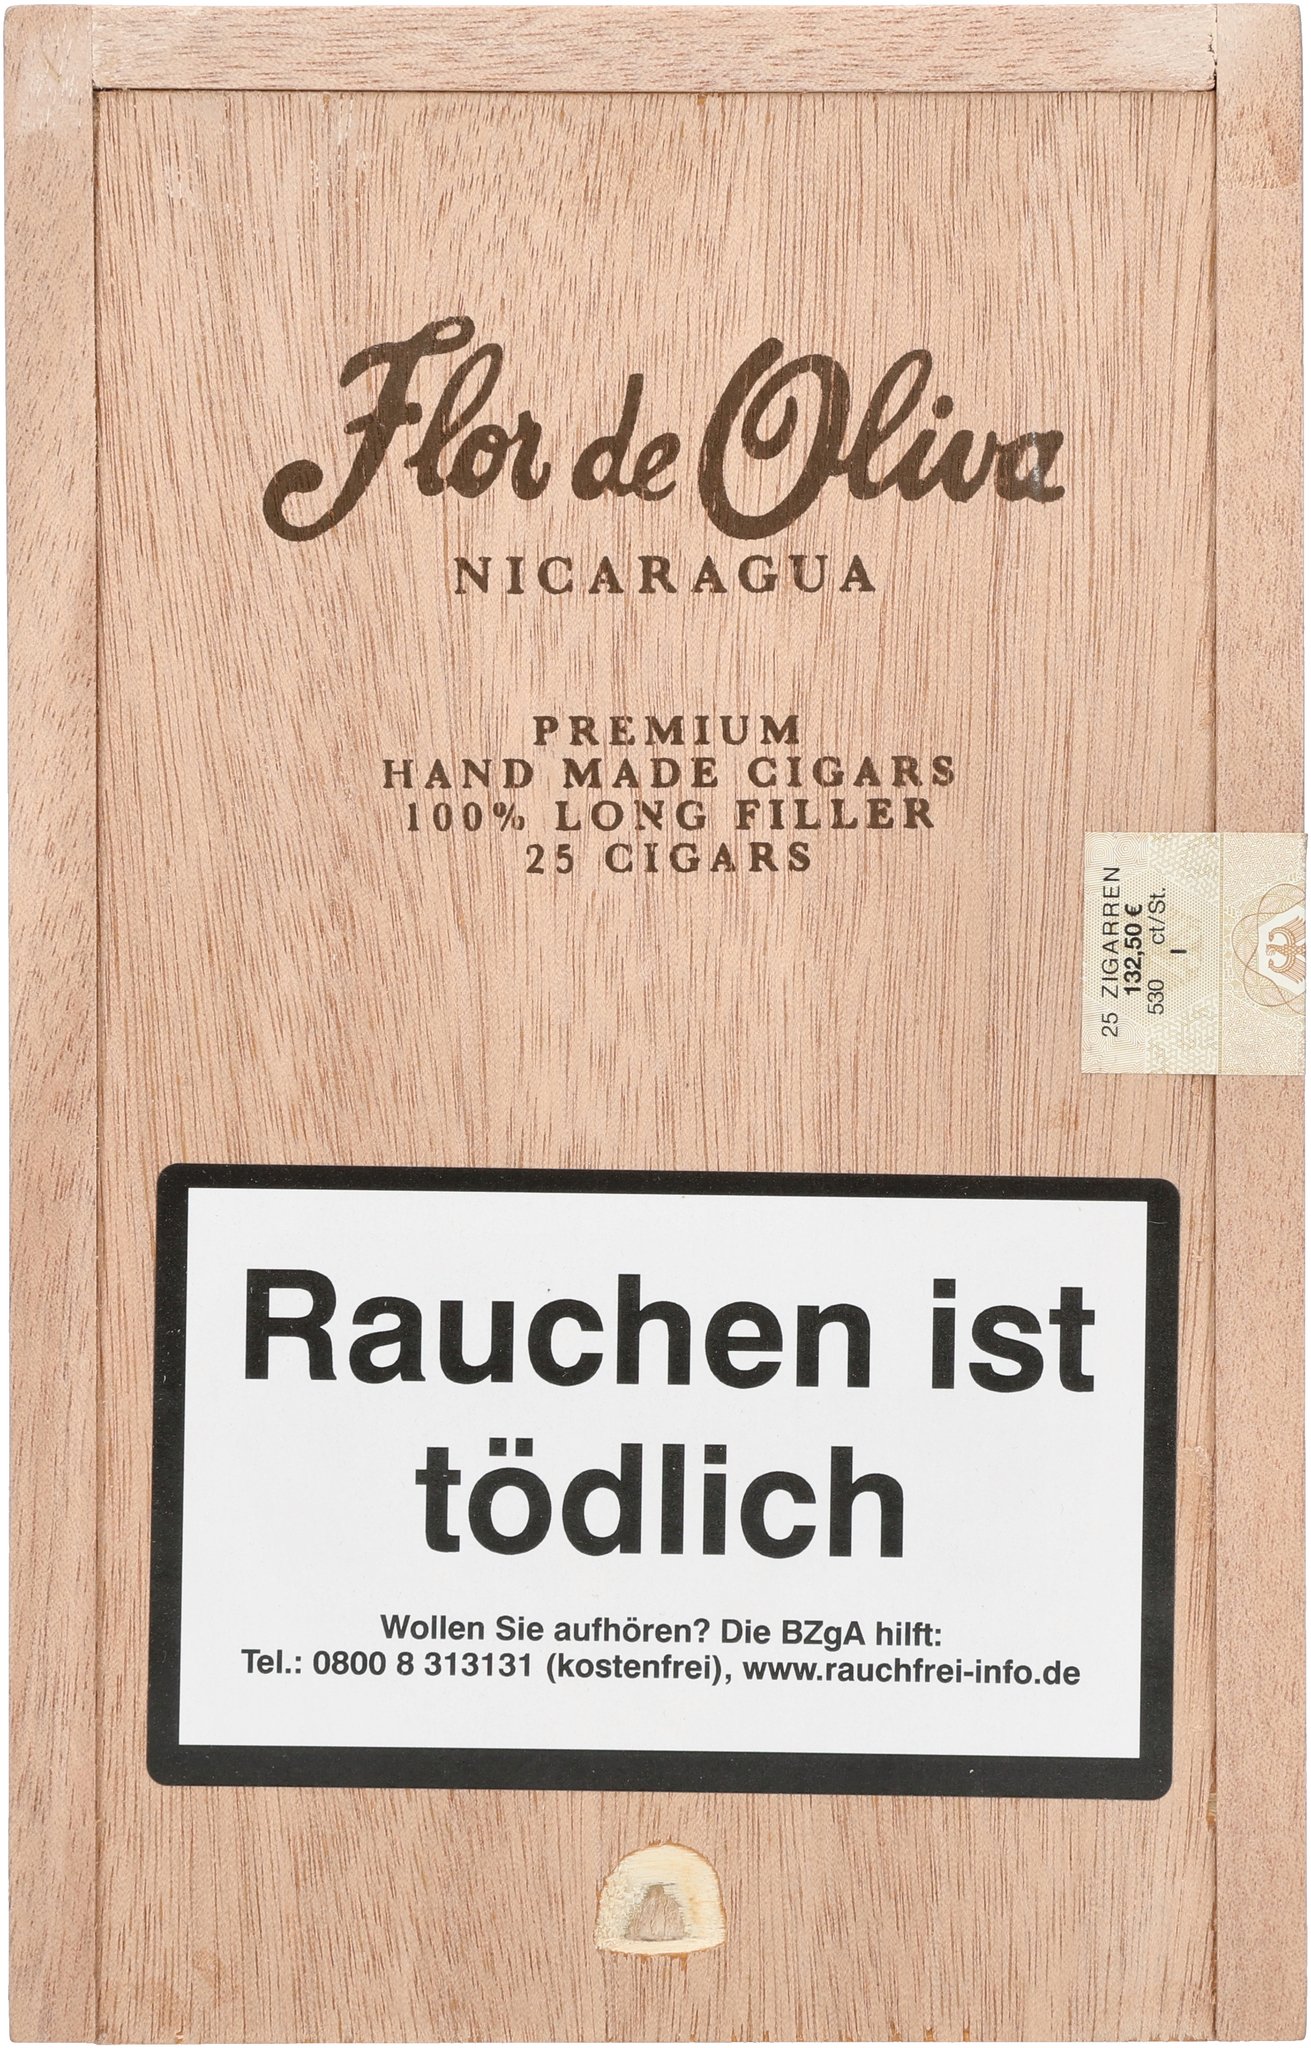 Flor de Oliva
NICARAGUA
PREMIUM
HAND MADE CIGARS
100% LONG FILLER
25 CIGARS
25 ZIGARREN
132,50 €
530 ct/St.
I
Rauchen ist
tödlich
Wollen Sie aufhören? Die BZgA hilft:
Tel.: 0800 8 313131 (kostenfrei), www.rauchfrei-info.de